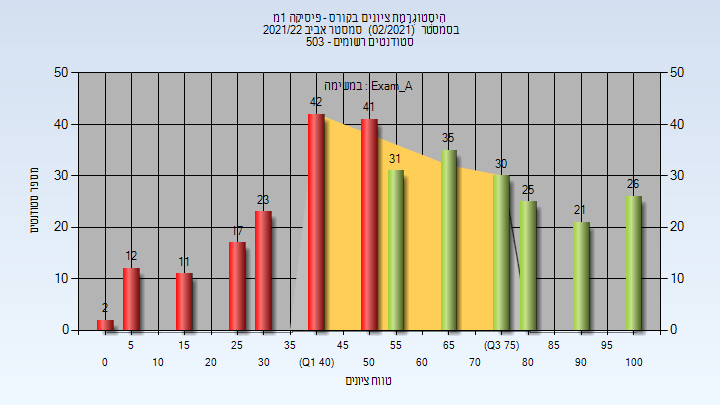 הִיסְטוֹגְרָמַת ציונים בקורס - פיסיקה 1מ
בסמסטר (02/2021) סמסטר אביב 2021/22
סטודנטים רשומים - 503
במשימה : Exam_A
מספר סטודנטים
50 40 30 20 10 0
50 40 30 20 10 0
2 12 11 17 23 42 41 31 35 30 25 21 26
5 15 25 35 45 55 65 (Q3 75) 85 95
0 10 20 30 (Q1 40) 50 60 70 80 90 100
טווח ציונים